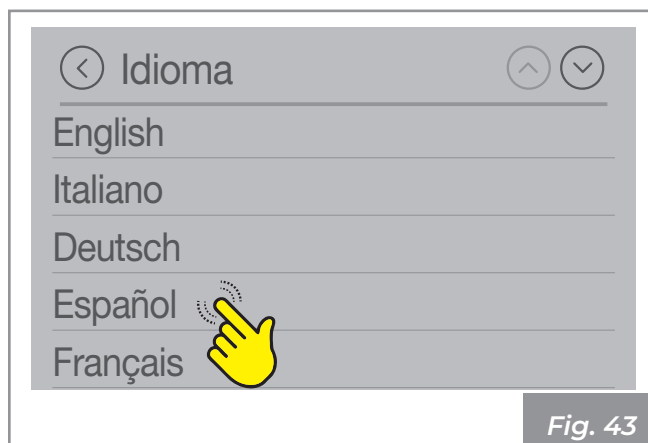 Idioma
English
Italiano
Deutsch
Español
Français
Fig. 43